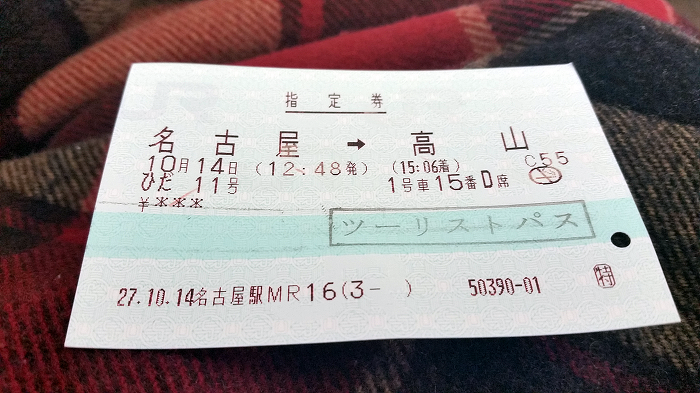 指定券
名古屋 → 高山
10月14日 (12:48発) (15:06着) C55
ひだ 11号 1号車 15番D席
¥***
ツーリストパス
27.10.14名古屋駅MR16(3- ) 50390-01 特